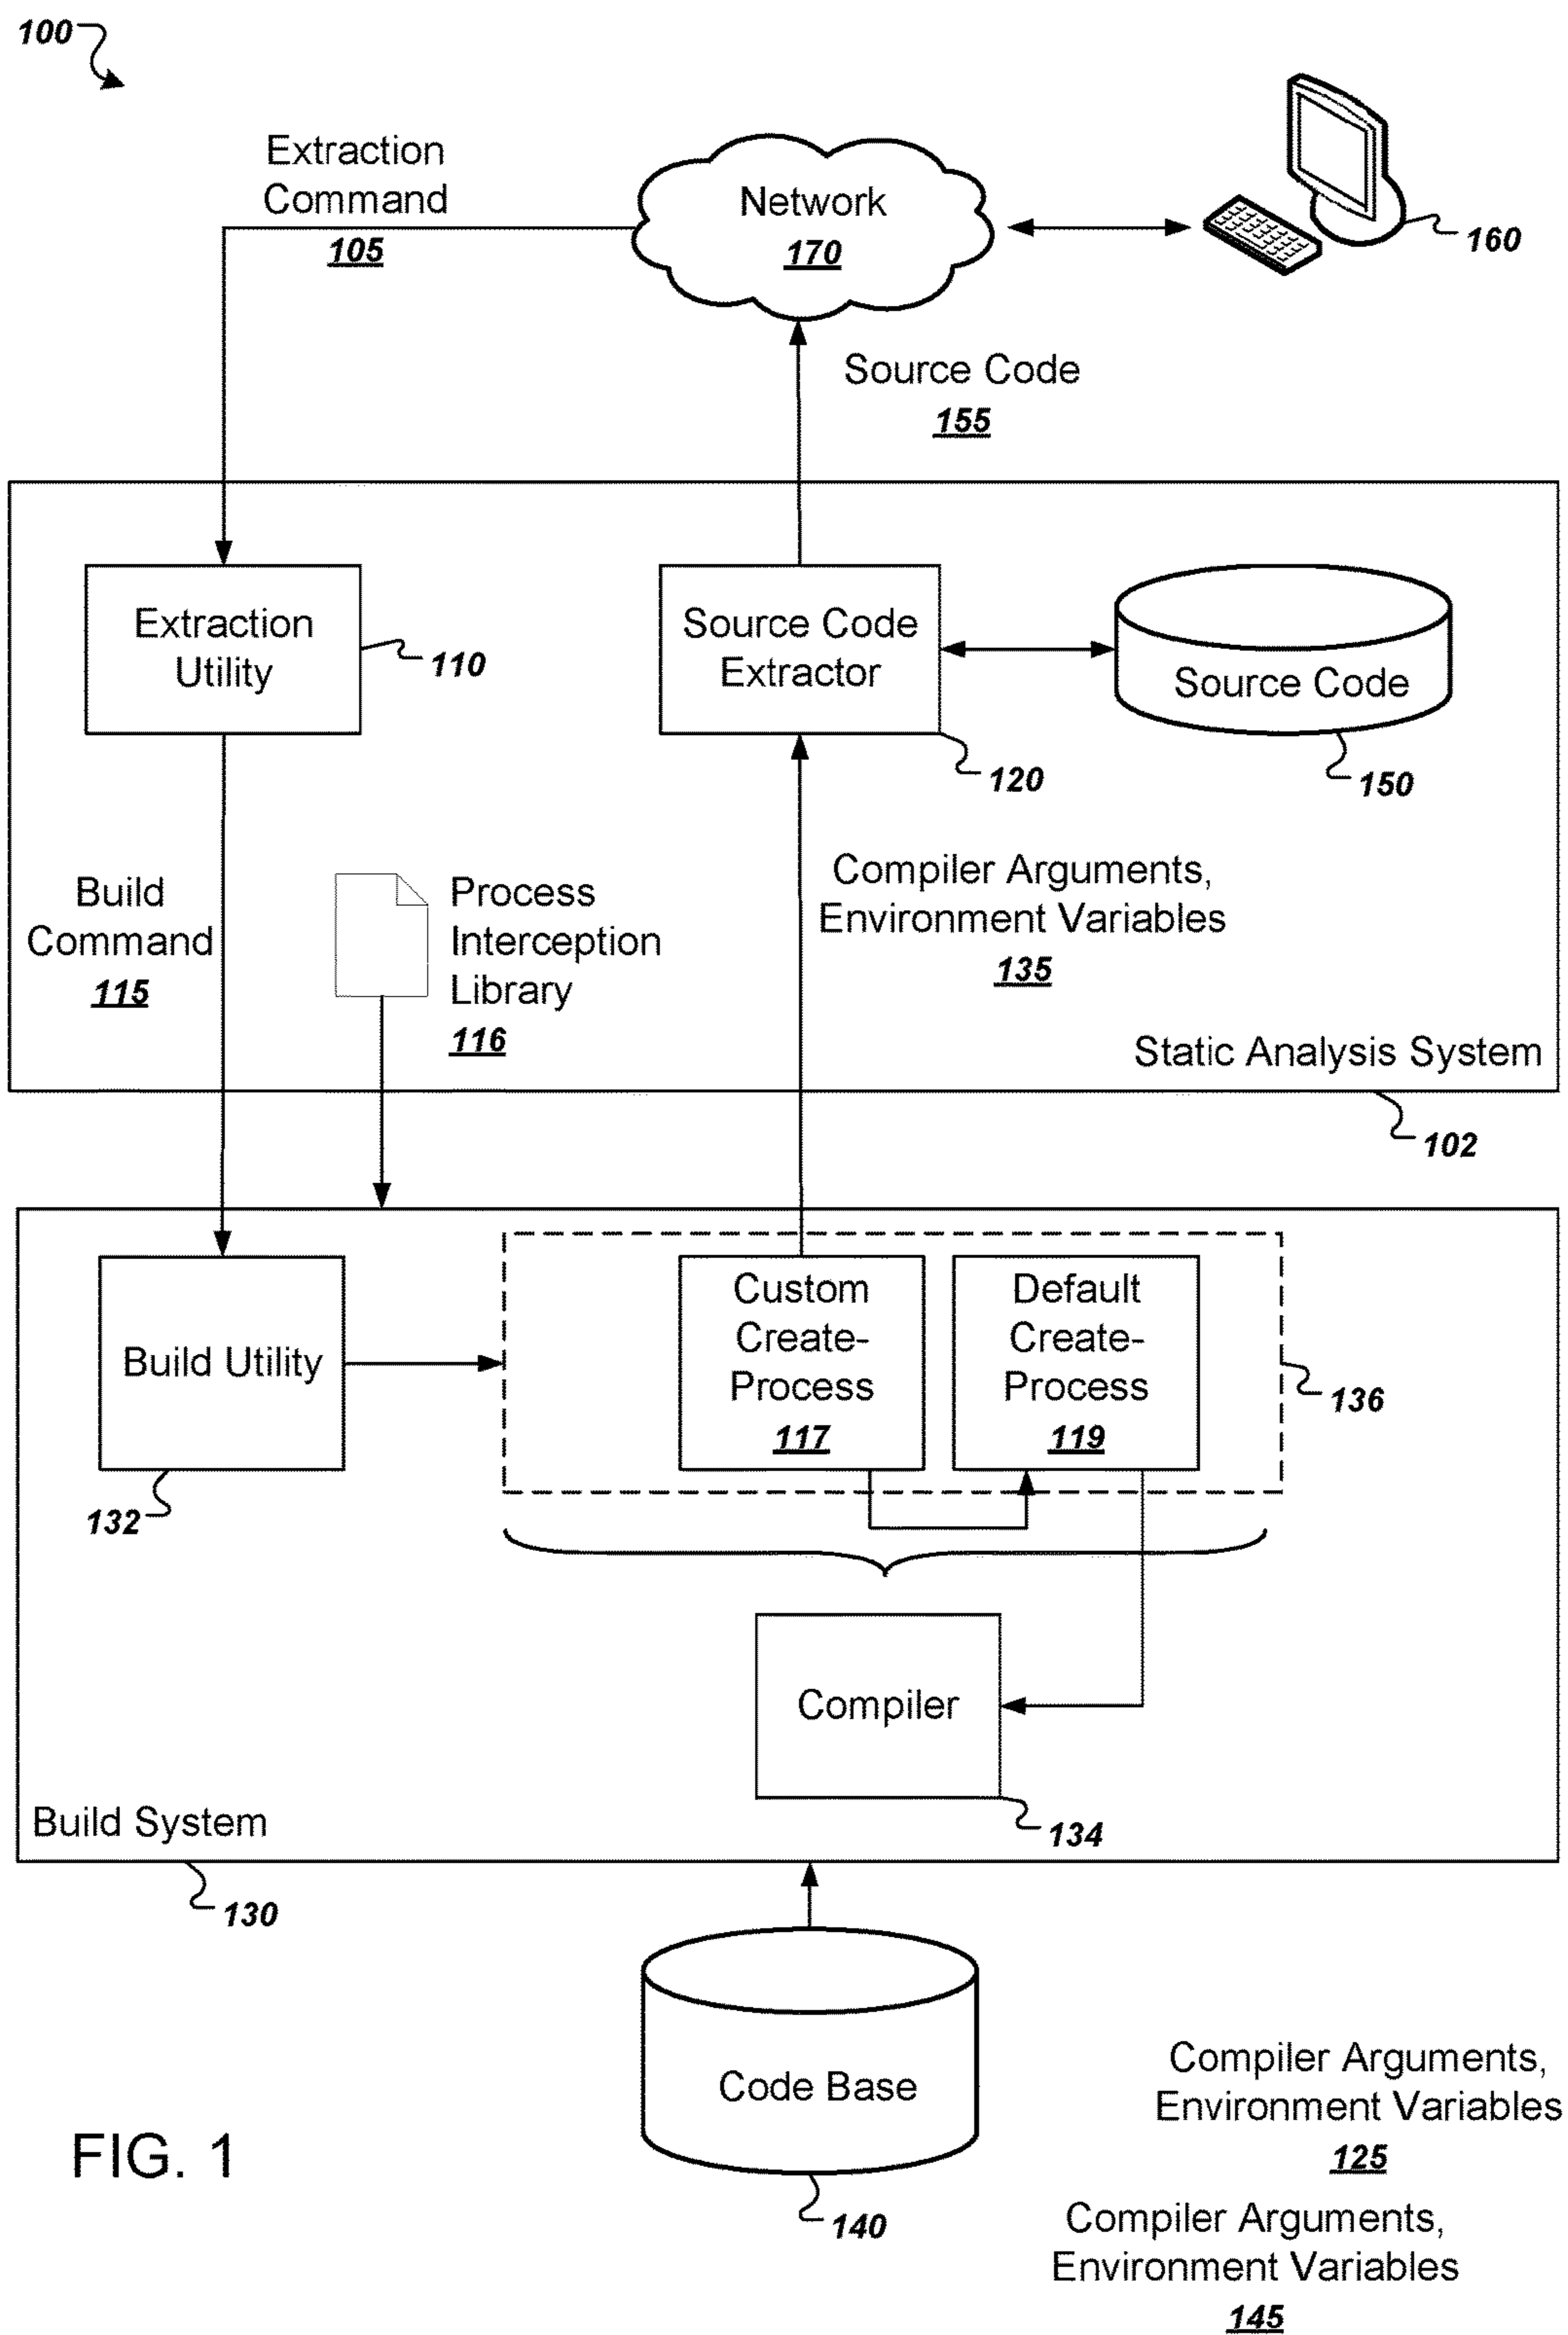 100
Extraction
Command
105
Network
170
160
Source Code
155
Extraction
Utility
110
Source Code
Extractor
120
Source Code
150
Build
Command
115
Process
Interception
Library
116
Compiler Arguments,
Environment Variables
135
Static Analysis System
102
Build Utility
132
Custom
Create-
Process
117
Default
Create-
Process
119
136
Compiler
134
Build System
130
Code Base
140
FIG. 1
Compiler Arguments,
Environment Variables
125
Compiler Arguments,
Environment Variables
145